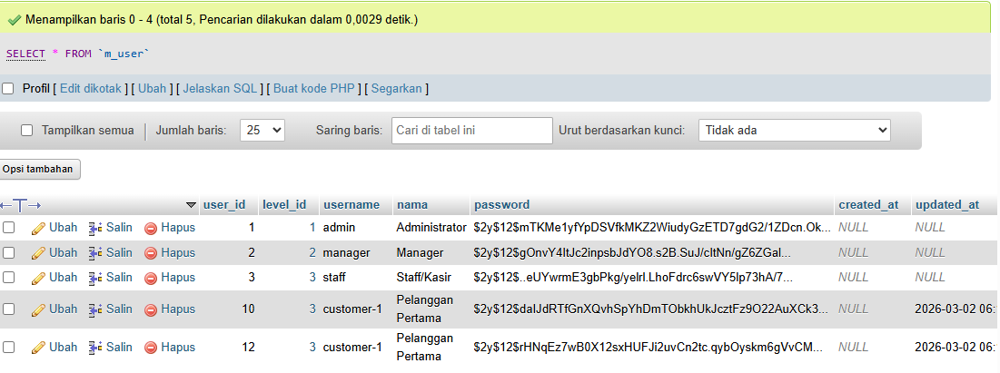 Menampilkan baris 0 - 4 (total 5, Pencarian dilakukan dalam 0,0029 detik.)
SELECT * FROM `m_user`
Profil [ Edit dikotak ] [ Ubah ] [ Jelaskan SQL ] [ Buat kode PHP ] [ Segarkan ]
Tampilkan semua Jumlah baris: 25 Saring baris: Cari di tabel ini Urut berdasarkan kunci: Tidak ada
Opsi tambahan
←T→ user_id level_id username nama password created_at updated_at
Ubah Salin Hapus 1 1 admin Administrator $2y$12$mTKMe1yfYpDSVfkMKZ2WiudyGzETD7gdG2/1ZDcn.Ok... NULL NULL
Ubah Salin Hapus 2 2 manager Manager $2y$12$gOnvY4ltJc2inpsbJdYO8.s2B.SuJ/cltNn/gZ6ZGal... NULL NULL
Ubah Salin Hapus 3 3 staff Staff/Kasir $2y$12$..eUYwrmE3gbPkg/yelrl.LhoFdrc6swVY5lp73hA/7... NULL NULL
Ubah Salin Hapus 10 3 customer-1 Pelanggan Pertama $2y$12$dalJdRTfGnXQvhSpYhDmTObkhUkJcztFz9O22AuXCk3... NULL 2026-03-02 06:
Ubah Salin Hapus 12 3 customer-1 Pelanggan Pertama $2y$12$rHNqEz7wB0X12sxHUFJi2uvCn2tc.qybOyskm6gVvCM... NULL 2026-03-02 06: